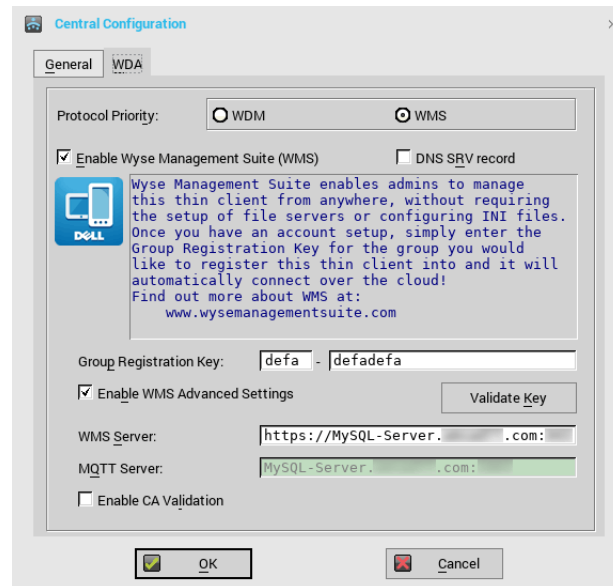 Central Configuration
General
WDA
Protocol Priority:
WDM
WMS
Enable Wyse Management Suite (WMS)
DNS SRV record
DELL
Wyse Management Suite enables admins to manage
this thin client from anywhere, without requiring
the setup of file servers or configuring INI files.
Once you have an account setup, simply enter the
Group Registration Key for the group you would
like to register this thin client into and it will
automatically connect over the cloud!
Find out more about WMS at:
www.wysemanagementsuite.com
Group Registration Key:
defa - defadefa
Enable WMS Advanced Settings
Validate Key
WMS Server:
https://MySQL-Server. .com:
MQTT Server:
MySQL-Server. .com:
Enable CA Validation
OK
Cancel